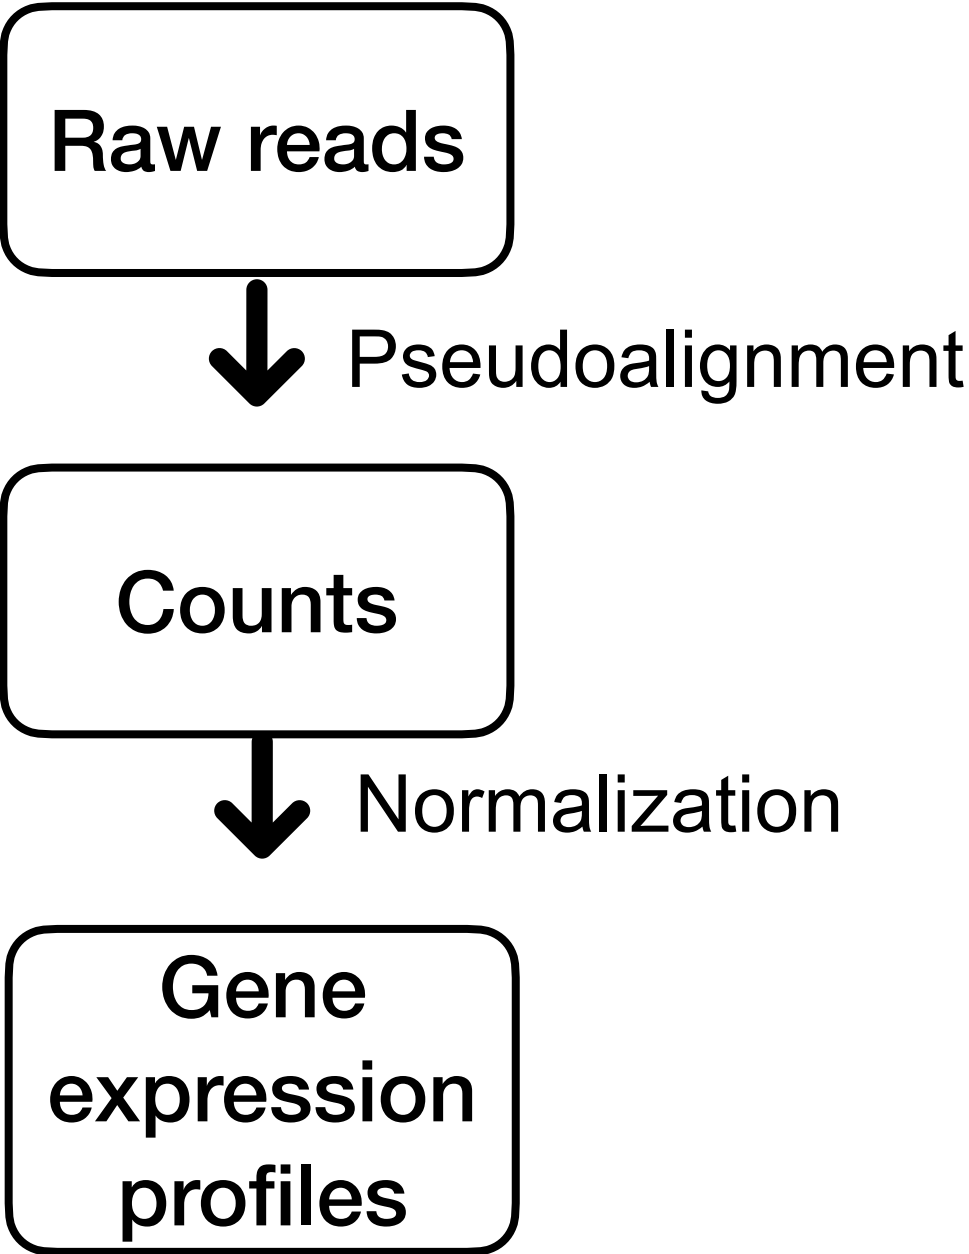 Raw reads
Pseudoalignment
Counts
Normalization
Gene
expression
profiles